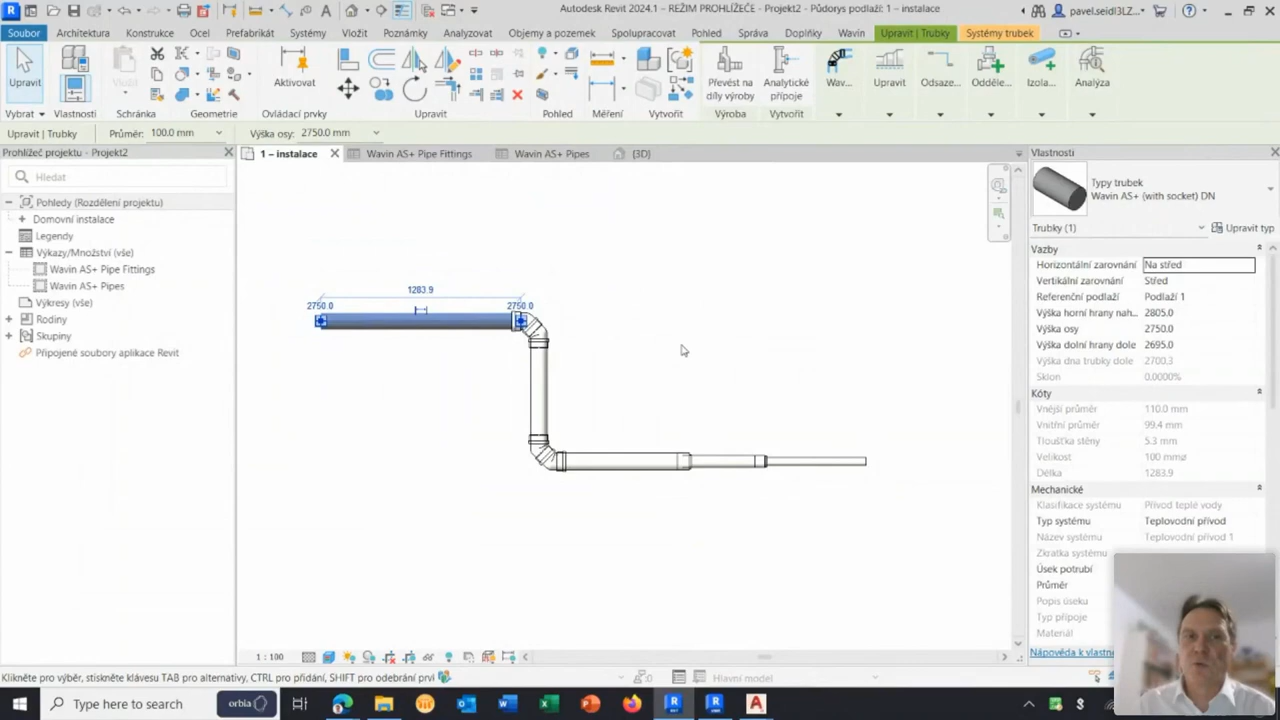 Autodesk Revit 2024.1 - REŽIM PROHLÍŽEČE - Projekt2 - Půdorys podlaží: 1 – instalace
pavel.seidl3LZ...
Soubor Architektura Konstrukce Ocel Prefabrikát Systémy Vložit Poznámky Analyzovat Objemy a pozemek Spolupracovat Pohled Správa Doplňky Wavin Upravit | Trubky Systémy trubek
Upravit Vložit Aktivovat Převést na díly výroby Analytické přípoje Wav... Upravit Odsaze... Odděle... Izola... Analýza
Vybrat Vlastnosti Schránka Geometrie Ovládací prvky Upravit Pohled Měření Vytvořit Výroba Vytvořit
Upravit | Trubky Průměr: 100.0 mm Výška osy: 2750.0 mm
Prohlížeč projektu - Projekt2
1 – instalace
Wavin AS+ Pipe Fittings
Wavin AS+ Pipes
(3D)
Hledat
Pohledy (Rozdělení projektu)
Domovní instalace
Legendy
Výkazy/Množství (vše)
Wavin AS+ Pipe Fittings
Wavin AS+ Pipes
Výkresy (vše)
Rodiny
Skupiny
Připojené soubory aplikace Revit
1283.9
2750.0 2750.0
Vlastnosti
Typy trubek
Wavin AS+ (with socket) DN
Trubky (1) Upravit typ
Vazby
Horizontální zarovnání Na střed
Vertikální zarovnání Střed
Referenční podlaží Podlaží 1
Výška horní hrany nah... 2805.0
Výška osy 2750.0
Výška dolní hrany dole 2695.0
Výška dna trubky dole 2700.3
Sklon 0.0000%
Kóty
Vnější průměr 110.0 mm
Vnitřní průměr 99.4 mm
Tloušťka stěny 5.3 mm
Velikost 100 mmø
Délka 1283.9
Mechanické
Klasifikace systému Přívod teplé vody
Typ systému Teplovodní přívod
Název systému Teplovodní přívod 1
Zkratka systému
Úsek potrubí
Průměr
Popis úseku
Typ přípoje
Materiál
Nápověda k vlastn
1 : 100
Klikněte pro výběr, stiskněte klávesu TAB pro alternativy, CTRL pro přidání, SHIFT pro odebrání prvi
:0
Hlavní model
Type here to search
orbia